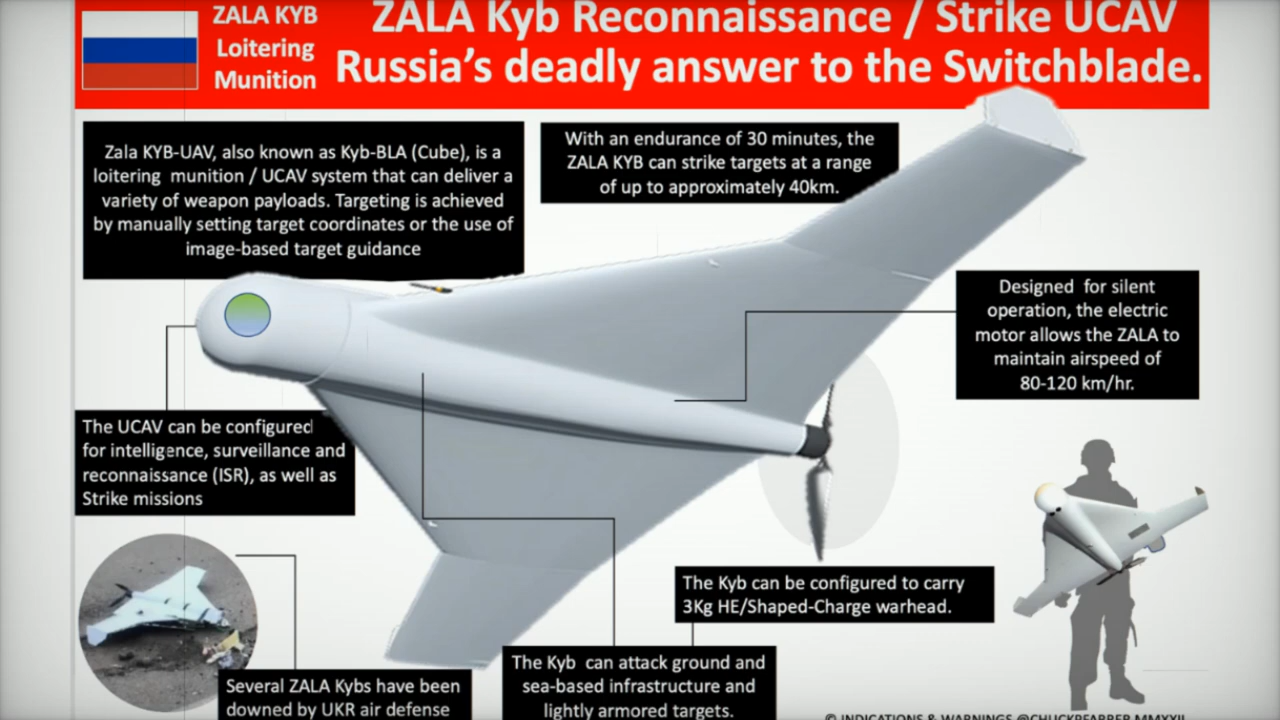 ZALA KYB
Loitering
Munition
ZALA Kyb Reconnaissance / Strike UCAV
Russia's deadly answer to the Switchblade.
Zala KYB-UAV, also known as Kyb-BLA (Cube), is a
loitering munition / UCAV system that can deliver a
variety of weapon payloads. Targeting is achieved
by manually setting target coordinates or the use of
image-based target guidance
With an endurance of 30 minutes, the
ZALA KYB can strike targets at a range
of up to approximately 40km.
Designed for silent
operation, the electric
motor allows the ZALA to
maintain airspeed of
80-120 km/hr.
The UCAV can be configured
for intelligence, surveillance and
reconnaissance (ISR), as well as
Strike missions
The Kyb can be configured to carry
3Kg HE/Shaped-Charge warhead.
The Kyb can attack ground and
sea-based infrastructure and
lightly armored targets.
Several ZALA Kybs have been
downed by UKR air defense
© INDICATIONS & WARNINGS @CHUCKPFARRER MMXXII